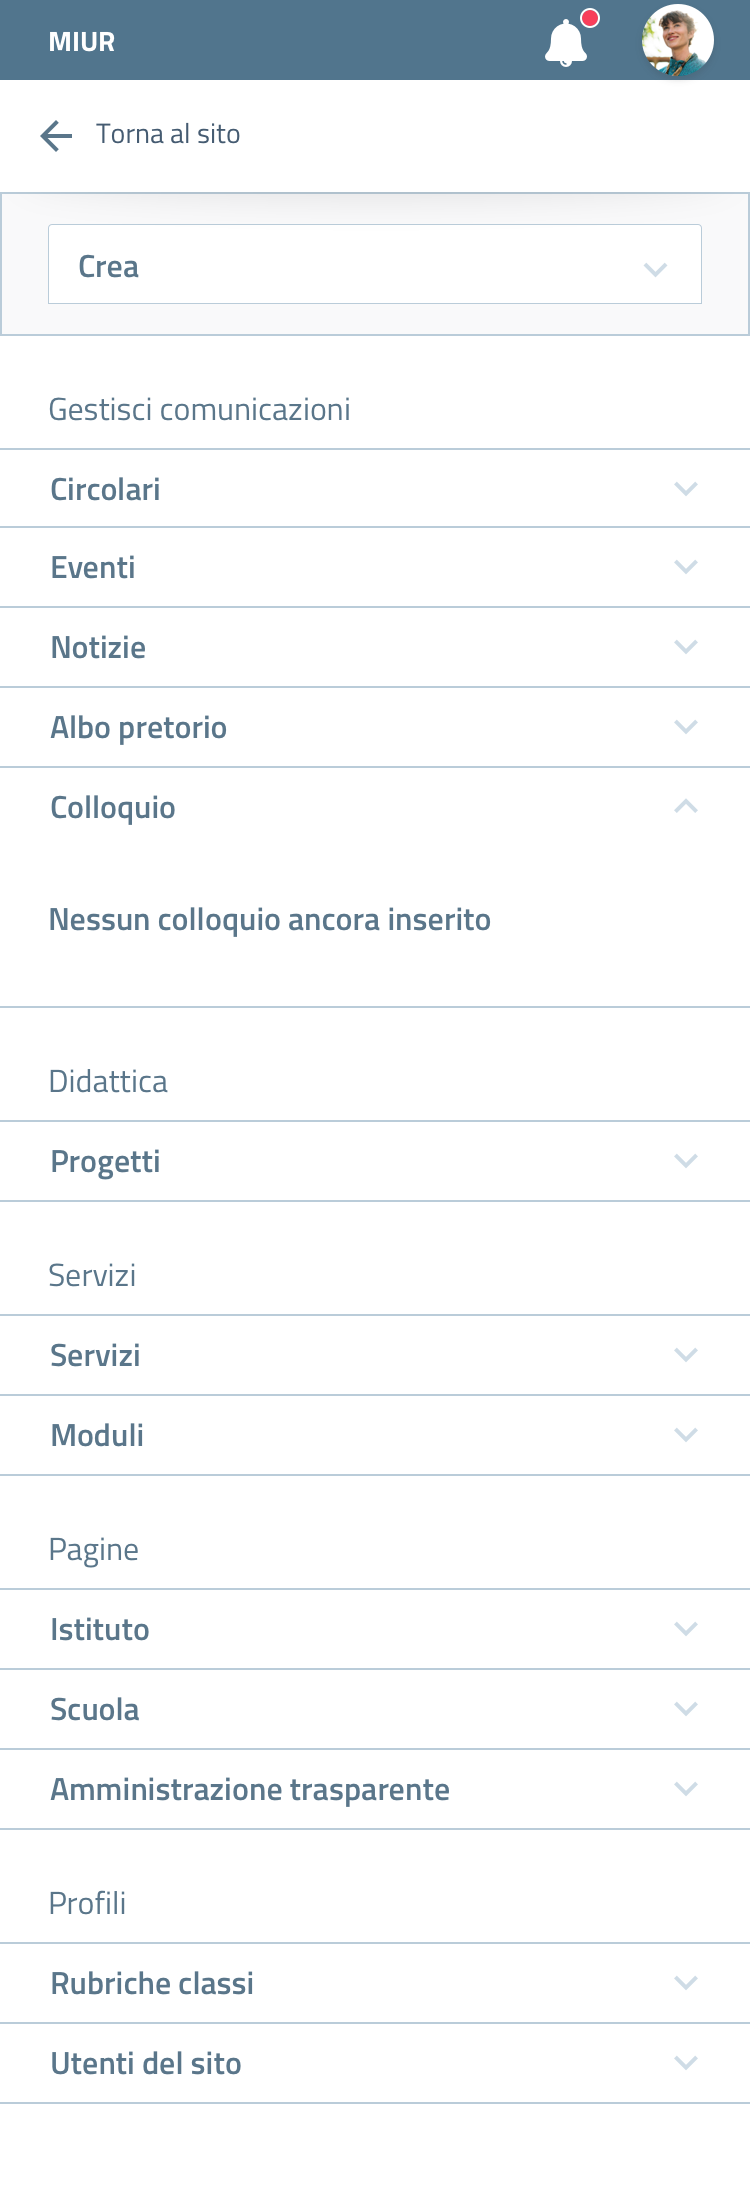 MIUR
Torna al sito
Crea
Gestisci comunicazioni
Circolari
Eventi
Notizie
Albo pretorio
Colloquio
Nessun colloquio ancora inserito
Didattica
Progetti
Servizi
Servizi
Moduli
Pagine
Istituto
Scuola
Amministrazione trasparente
Profili
Rubriche classi
Utenti del sito